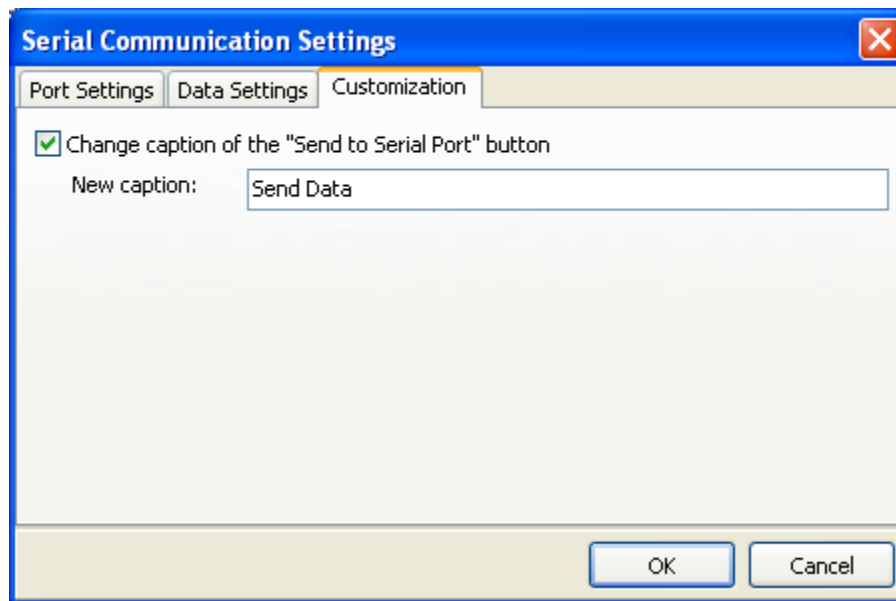 Serial Communication Settings
Port Settings Data Settings Customization
Change caption of the "Send to Serial Port" button
New caption: Send Data
OK Cancel